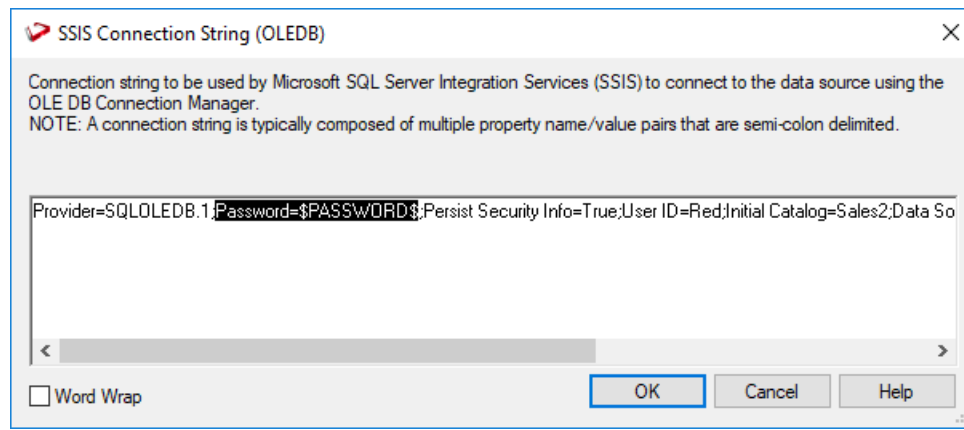 SSIS Connection String (OLEDB)
Connection string to be used by Microsoft SQL Server Integration Services (SSIS) to connect to the data source using the
OLE DB Connection Manager.
NOTE: A connection string is typically composed of multiple property name/value pairs that are semi-colon delimited.
Provider=SQLOLEDB.1;Password=$PASSWORD$;Persist Security Info=True;User ID=Red;Initial Catalog=Sales2;Data So
Word Wrap
OK
Cancel
Help